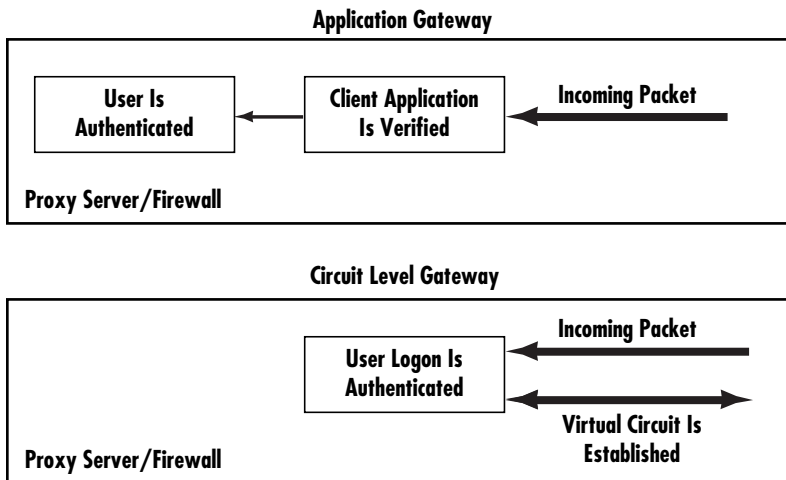 Application Gateway
User Is
Authenticated
Client Application
Is Verified
Incoming Packet
Proxy Server/Firewall
Circuit Level Gateway
Incoming Packet
User Logon Is
Authenticated
Virtual Circuit Is
Established
Proxy Server/Firewall